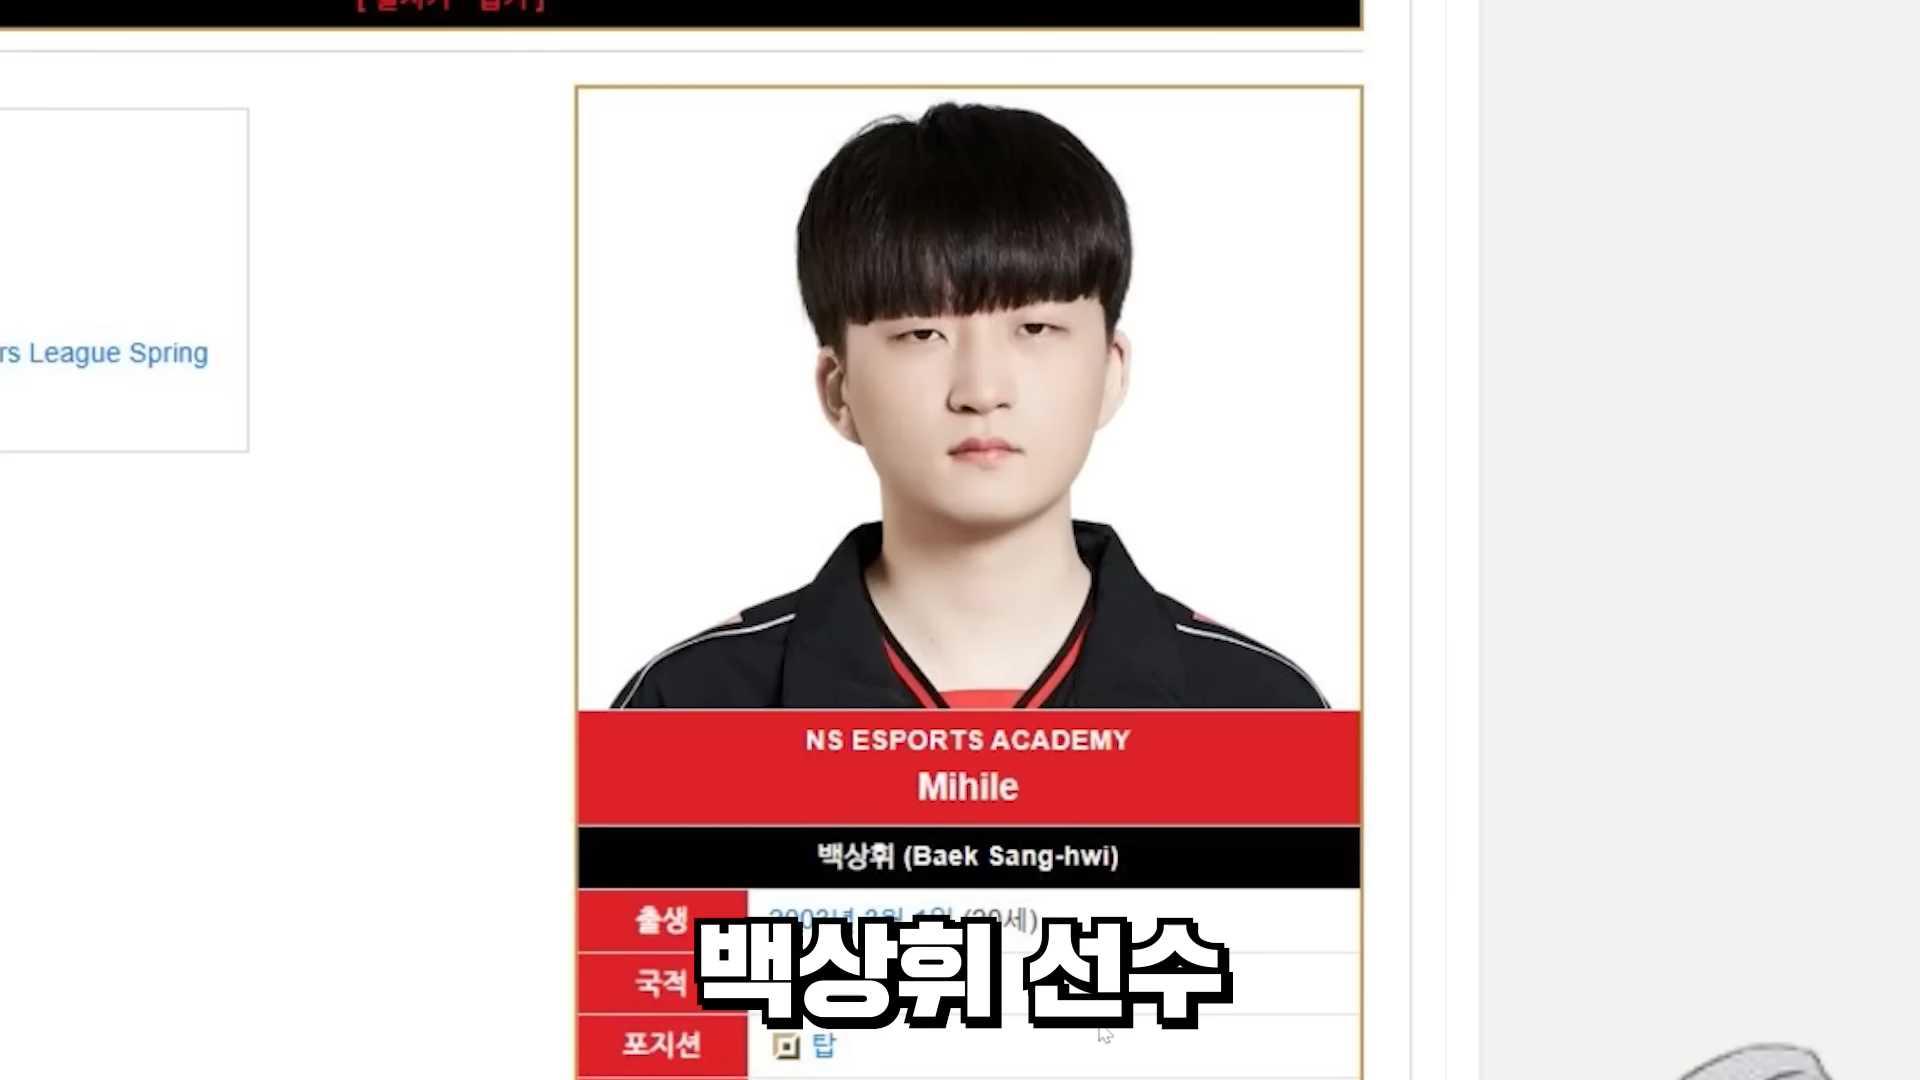 rs League Spring
NS ESPORTS ACADEMY
Mihile
백상휘 (Baek Sang-hwi)
출생
국적
백상휘 선수
포지션 탑